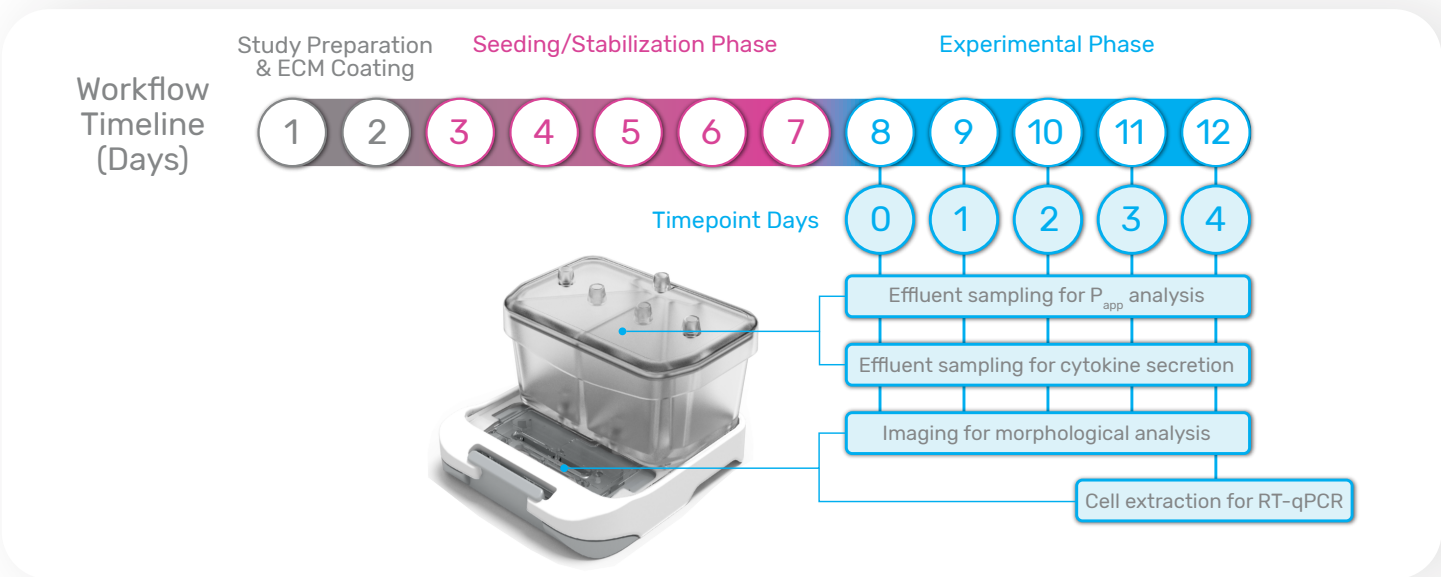 Study Preparation
& ECM Coating
Seeding/Stabilization Phase
Experimental Phase
Workflow
Timeline
(Days)
1 2 3 4 5 6 7 8 9 10 11 12
Timepoint Days
0 1 2 3 4
Effluent sampling for Papp analysis
Effluent sampling for cytokine secretion
Imaging for morphological analysis
Cell extraction for RT-qPCR